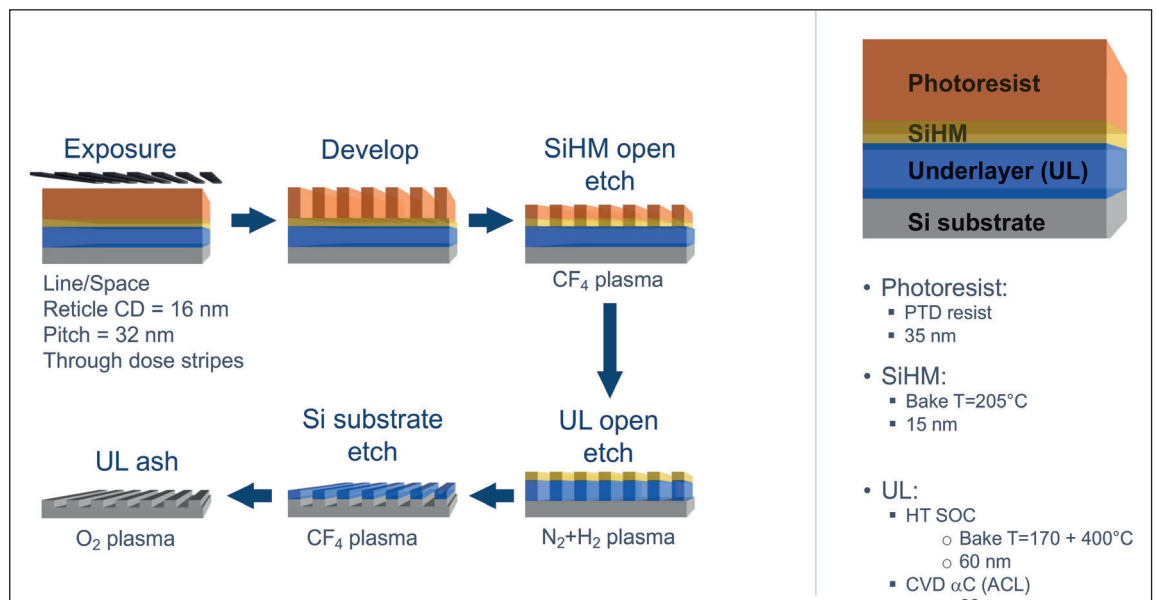 Exposure
Develop
SiHM open
etch
CF₄ plasma
Line/Space
Reticle CD = 16 nm
Pitch = 32 nm
Through dose stripes
UL ash
O₂ plasma
Si substrate
etch
CF₄ plasma
UL open
etch
N₂+H₂ plasma
Photoresist
SiHM
Underlayer (UL)
Si substrate
• Photoresist:
▪ PTD resist
▪ 35 nm
• SiHM:
▪ Bake T=205°C
▪ 15 nm
• UL:
▪ HT SOC
○ Bake T=170 + 400°C
○ 60 nm
▪ CVD αC (ACL)